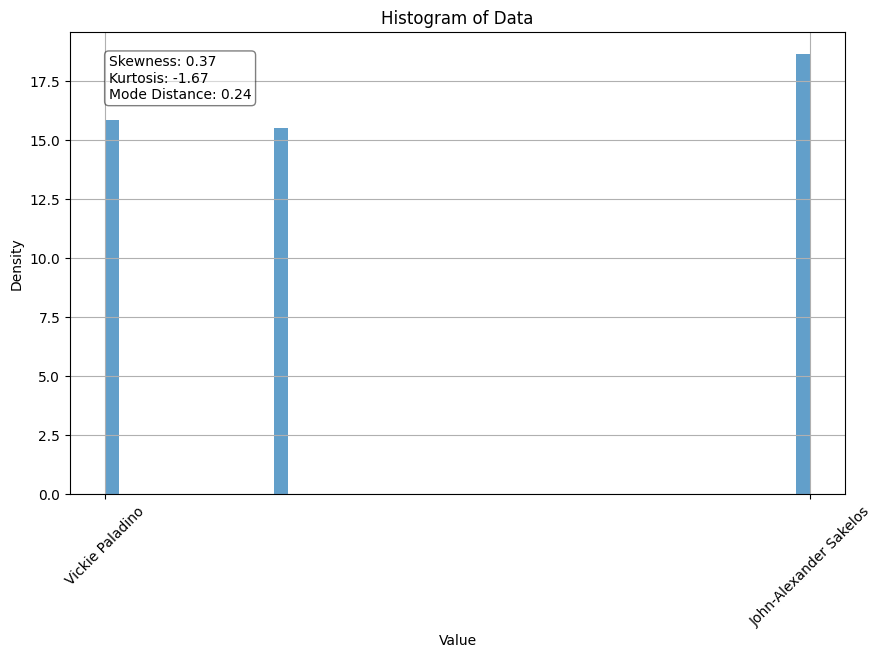 Histogram of Data
Skewness: 0.37
Kurtosis: -1.67
Mode Distance: 0.24
17.5
15.0
12.5
10.0
7.5
5.0
2.5
0.0
Density
Vickie Paladino
John-Alexander Sakelos
Value